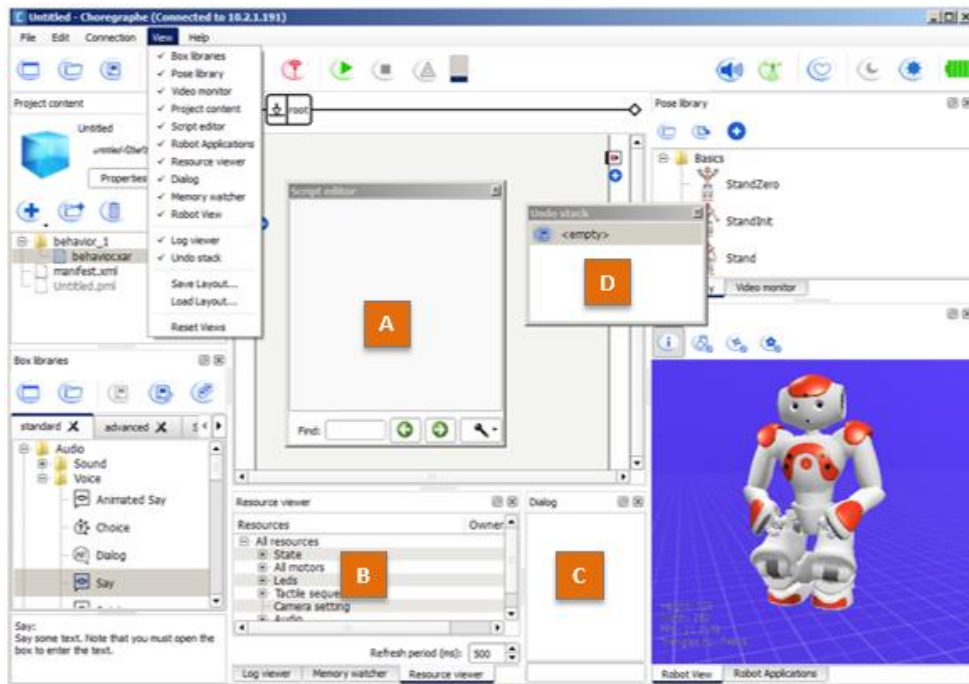 Untitled - Choregraphe (Connected to 10.2.1.191)
File Edit Connection View Help
Box libraries
Pose library
Video monitor
Project content
Script editor
Robot Applications
Resource viewer
Dialog
Memory watcher
Robot View
Log viewer
Undo stack
Save Layout...
Load Layout...
Reset Views
Project content
Untitled
Properties
behavior_1
behavior.xar
manifest.xml
Untitled.pml
root
Script editor
A
Find:
Undo stack
<empty>
D
Pose library
Basics
StandZero
StandInit
Stand
Video monitor
Box libraries
standard advanced
Audio
Sound
Voice
Animated Say
Choice
Dialog
Say
Say:
Say some text. Note that you must open the
box to enter the text.
Resource viewer
Resources Owner
All resources
State
All motors
Leds
Tactile
Camera setting
Audio
B
Refresh period (ms): 500
Log viewer Memory watcher Resource viewer
Dialog
C
Robot View Robot Applications